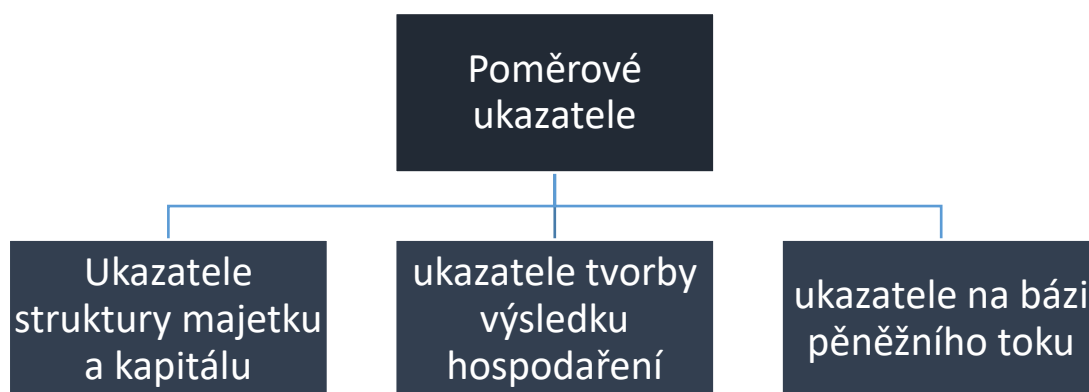 Poměrové
ukazatele
Ukazatele
struktury majetku
a kapitálu
ukazatele tvorby
výsledku
hospodaření
ukazatele na bázi
pěněžního toku